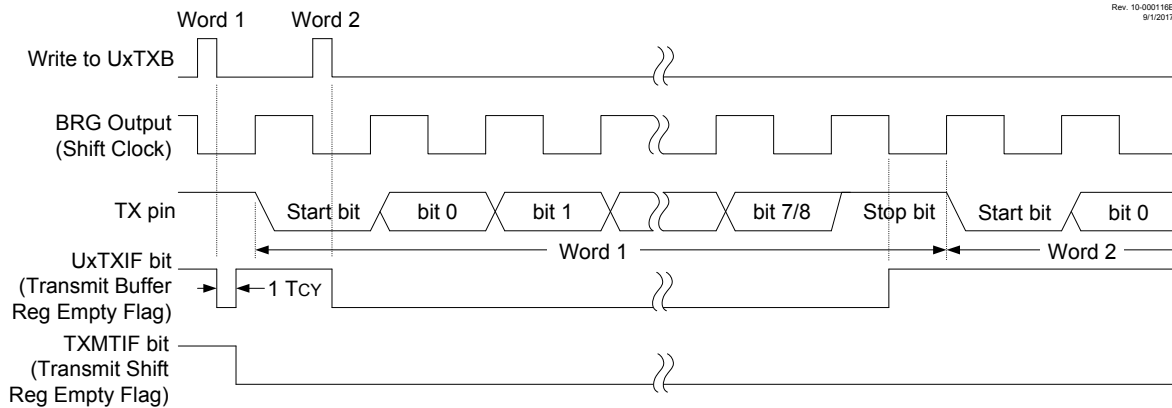 Rev. 10-000116B
9/1/2017
Word 1 Word 2
Write to UxTXB
BRG Output
(Shift Clock)
TX pin
Start bit bit 0 bit 1 bit 7/8 Stop bit Start bit bit 0
Word 1 Word 2
UxTXIF bit
(Transmit Buffer
Reg Empty Flag)
1 TCY
TXMTIF bit
(Transmit Shift
Reg Empty Flag)